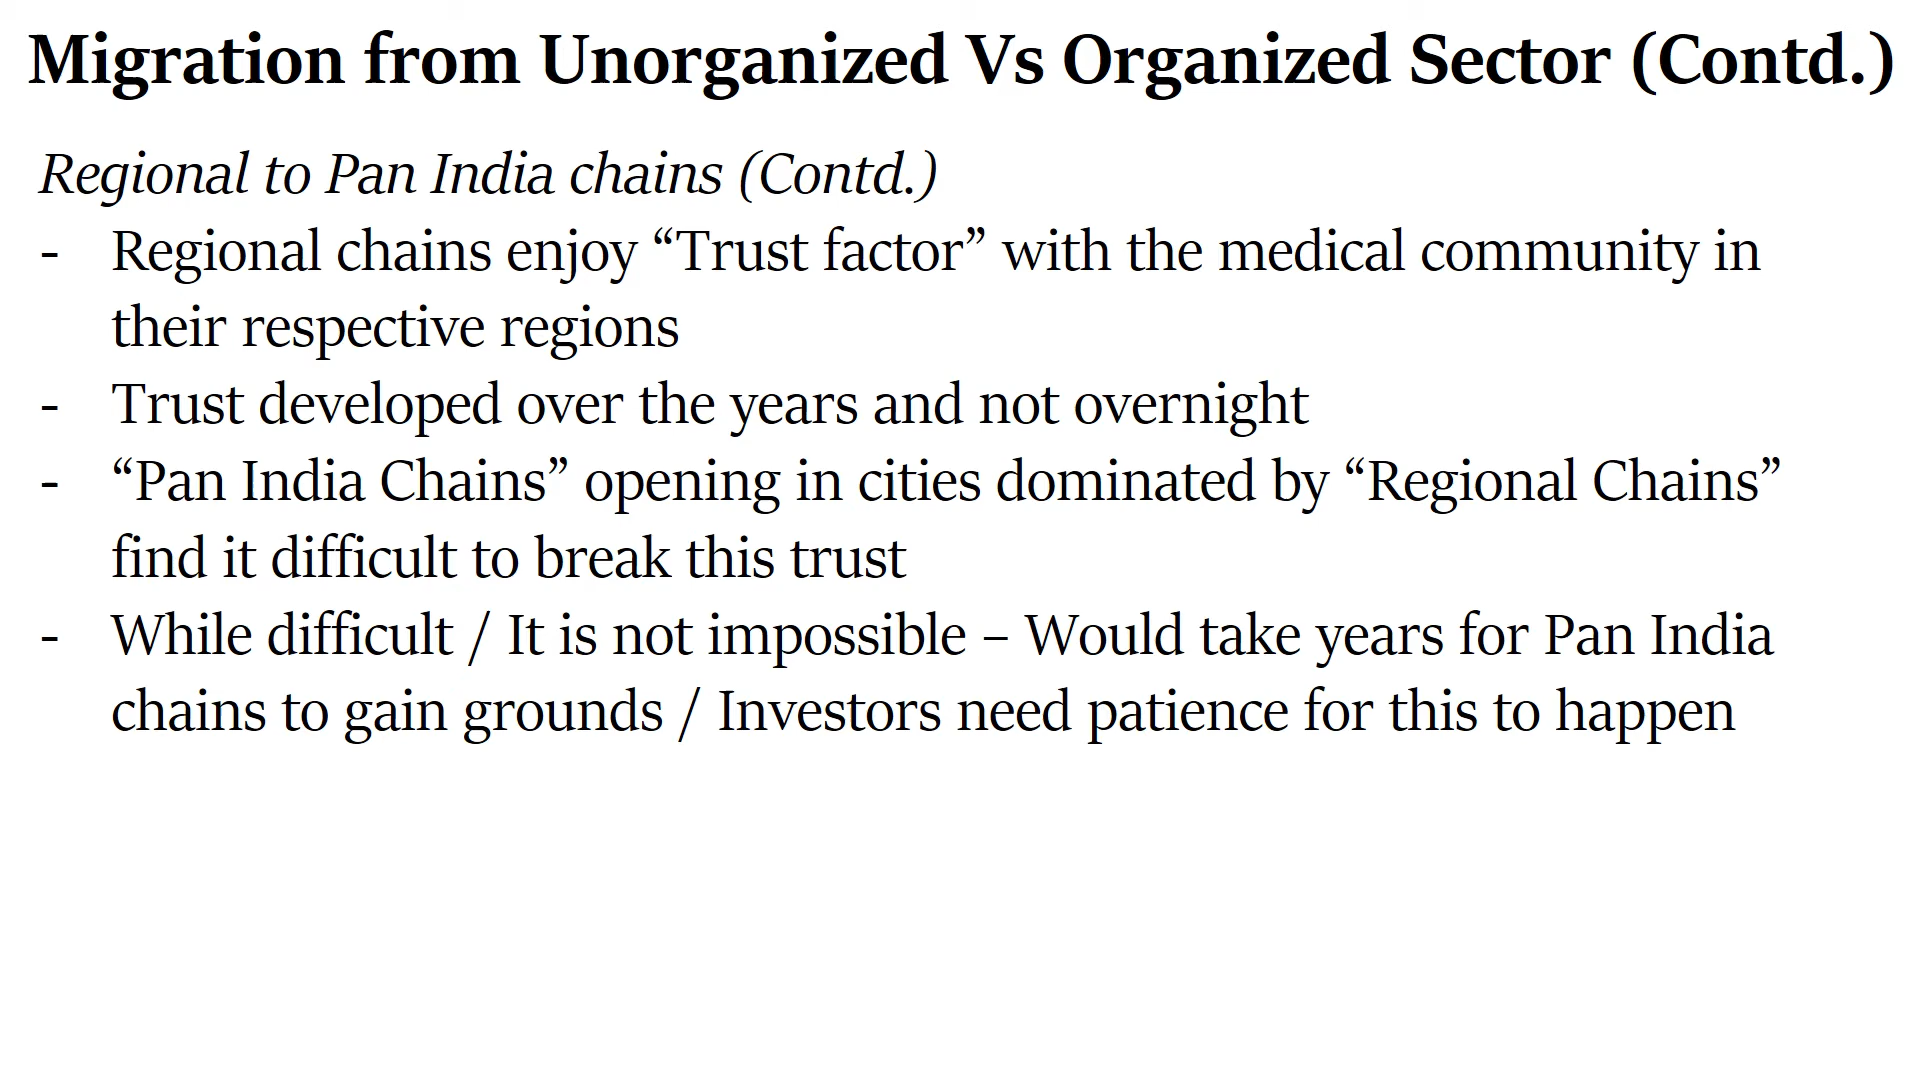 Migration from Unorganized Vs Organized Sector (Contd.)
Regional to Pan India chains (Contd.)
- Regional chains enjoy “Trust factor” with the medical community in
their respective regions
- Trust developed over the years and not overnight
- “Pan India Chains” opening in cities dominated by “Regional Chains”
find it difficult to break this trust
- While difficult / It is not impossible – Would take years for Pan India
chains to gain grounds / Investors need patience for this to happen